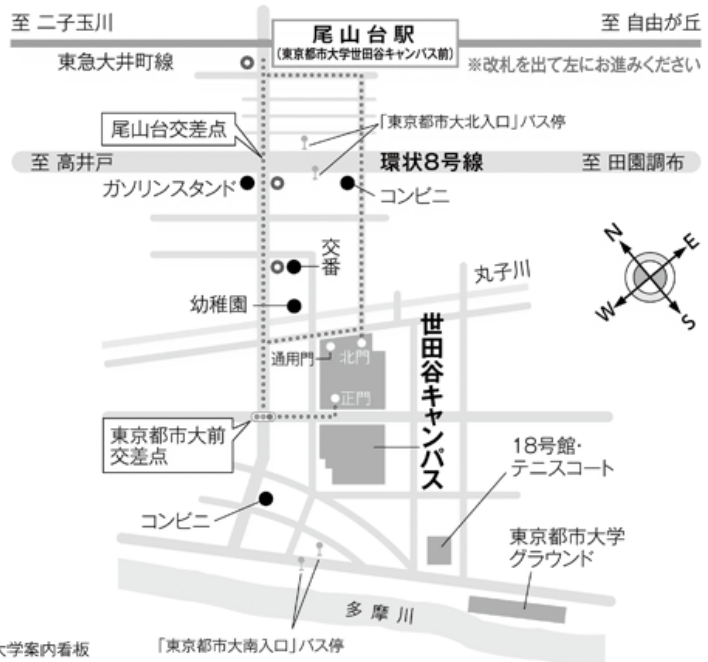 至 二子玉川
尾山台駅
(東京都市大学世田谷キャンパス前)
至 自由が丘
東急大井町線
※改札を出て左にお進みください
尾山台交差点
「東京都市大北入口」バス停
至 高井戸
環状8号線
至 田園調布
ガソリンスタンド
コンビニ
交番
N
E
W
S
丸子川
幼稚園
世田谷キャンパス
通用門
北門
正門
東京都市大前
交差点
18号館・
テニスコート
コンビニ
東京都市大学
グラウンド
多摩川
大学案内看板
「東京都市大南入口」バス停